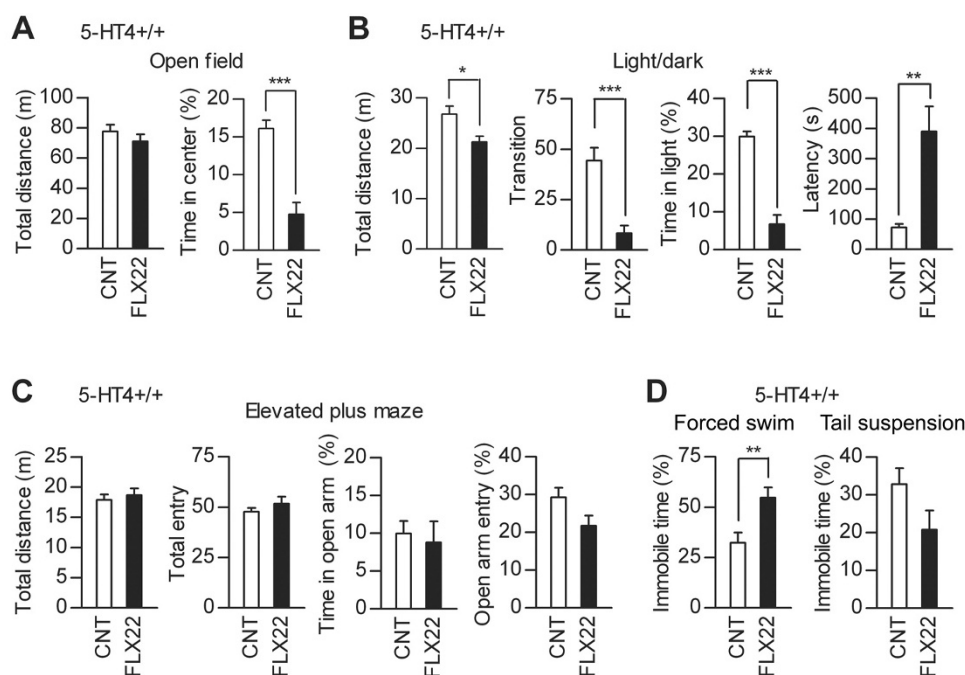 A 5-HT4+/+
Open field
Total distance (m)
100
80
60
40
20
0
CNT
FLX22
Time in center (%)
20
15
10
5
0
***
CNT
FLX22
B 5-HT4+/+
Light/dark
Total distance (m)
30
20
10
0
*
CNT
FLX22
Transition
75
50
25
0
***
CNT
FLX22
Time in light (%)
40
30
20
10
0
***
CNT
FLX22
Latency (s)
500
400
300
200
100
0
**
CNT
FLX22
C 5-HT4+/+
Elevated plus maze
Total distance (m)
25
20
15
10
5
0
CNT
FLX22
Total entry
100
75
50
25
0
CNT
FLX22
Time in open arm (%)
20
15
10
5
0
CNT
FLX22
Open arm entry (%)
40
30
20
10
0
CNT
FLX22
D 5-HT4+/+
Forced swim
Immobile time (%)
75
50
25
0
**
CNT
FLX22
Tail suspension
Immobile time (%)
40
30
20
10
0
CNT
FLX22